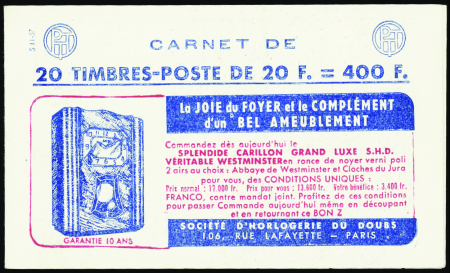 S 11-57
PTT
CARNET DE
PTT
20 TIMBRES-POSTE DE 20 F. = 400 F.
La JOIE du FOYER et le COMPLÉMENT
d'un BEL AMEUBLEMENT
Commandez dès aujourd'hui le
SPLENDIDE CARILLON GRAND LUXE S.H.D.
VÉRITABLE WESTMINSTER en ronce de noyer verni poli
2 airs au choix : Abbaye de Westminster et Cloches du Jura
pour vous, des CONDITIONS UNIQUES :
Prix normal : 17.000 fr. Prix pour vous : 13.600 fr. Votre bénéfice : 3.400 fr.
FRANCO, contre mandat joint. Profitez de ces conditions
pour passer Commande aujourd'hui même en découpant
et en retournant ce BON Z
GARANTIE 10 ANS
SOCIÉTÉ D'HORLOGERIE DU DOUBS
106, RUE LAFAYETTE - PARIS